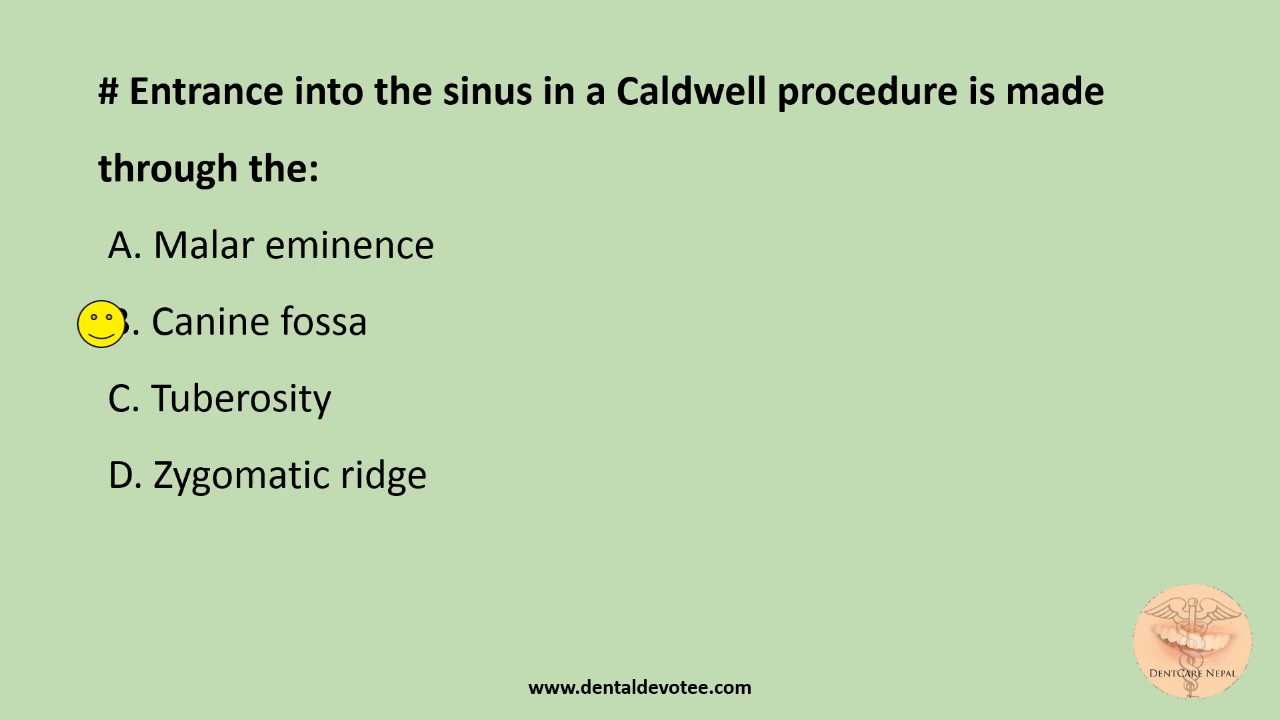 # Entrance into the sinus in a Caldwell procedure is made
through the:
A. Malar eminence
B. Canine fossa
C. Tuberosity
D. Zygomatic ridge
DENTCARE NEPAL
www.dentaldevotee.com